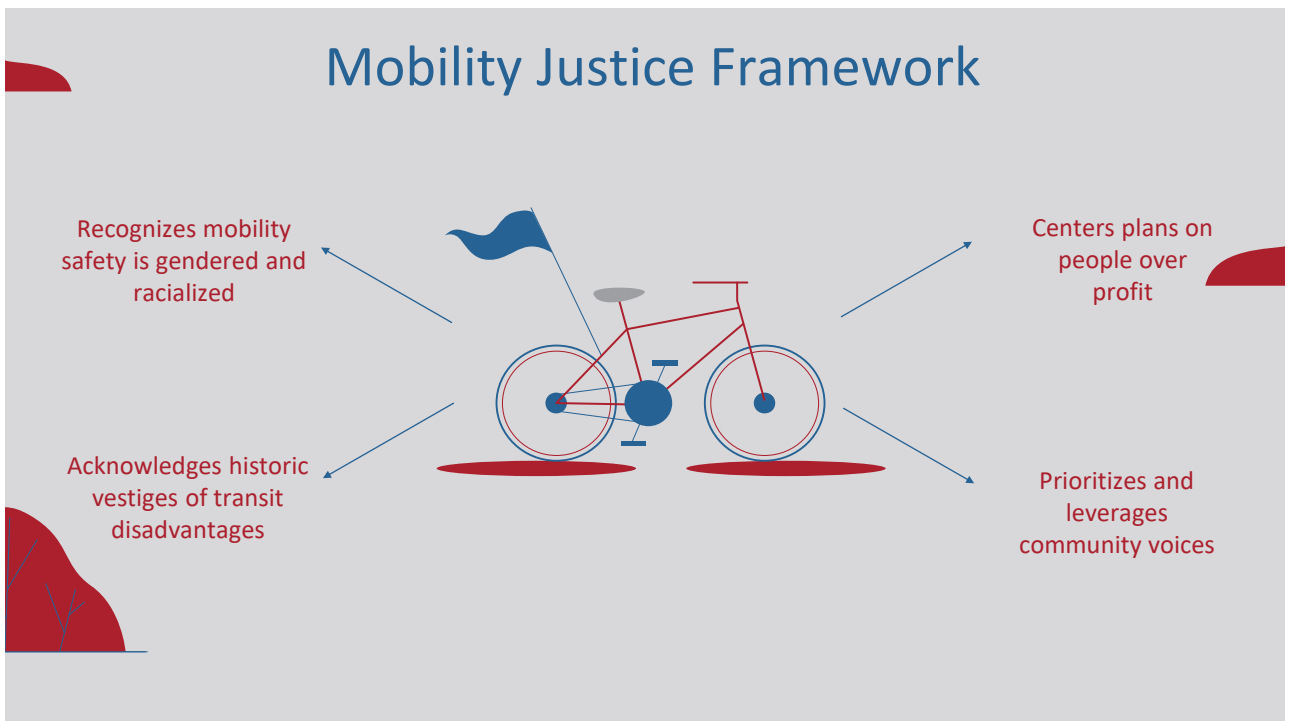 Mobility Justice Framework
Recognizes mobility
safety is gendered and
racialized
Centers plans on
people over
profit
Acknowledges historic
vestiges of transit
disadvantages
Prioritizes and
leverages
community voices